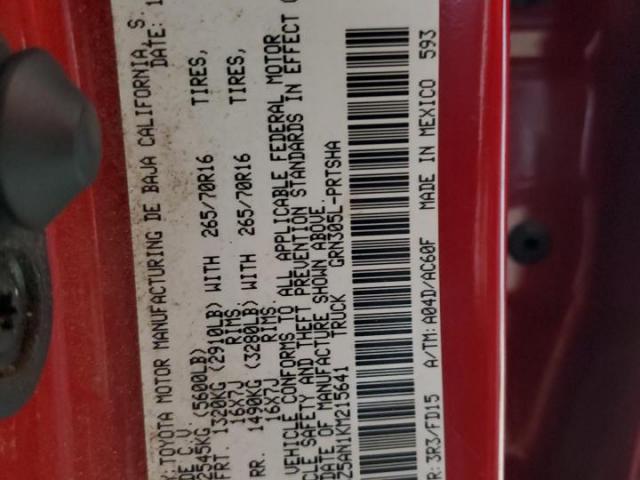 : TOYOTA MOTOR MANUFACTURING DE BAJA CALIFORNIA, S.
DE C.V. DATE: 1
2545KG (5600LB)
FRT. 1320KG (2910LB) WITH 265/70R16 TIRES,
16X7J RIMS
RR. 1490KG (3280LB) WITH 265/70R16 TIRES,
16X7J RIMS
VEHICLE CONFORMS TO ALL APPLICABLE FEDERAL MOTOR
CLE SAFETY AND THEFT PREVENTION STANDARDS IN EFFECT
DATE OF MANUFACTURE SHOWN ABOVE.
Z5AN1KM215641 TRUCK GRN305L-PRTSHA
R: 3R3/FD15 A/TM: A04D/AC60F MADE IN MEXICO 593